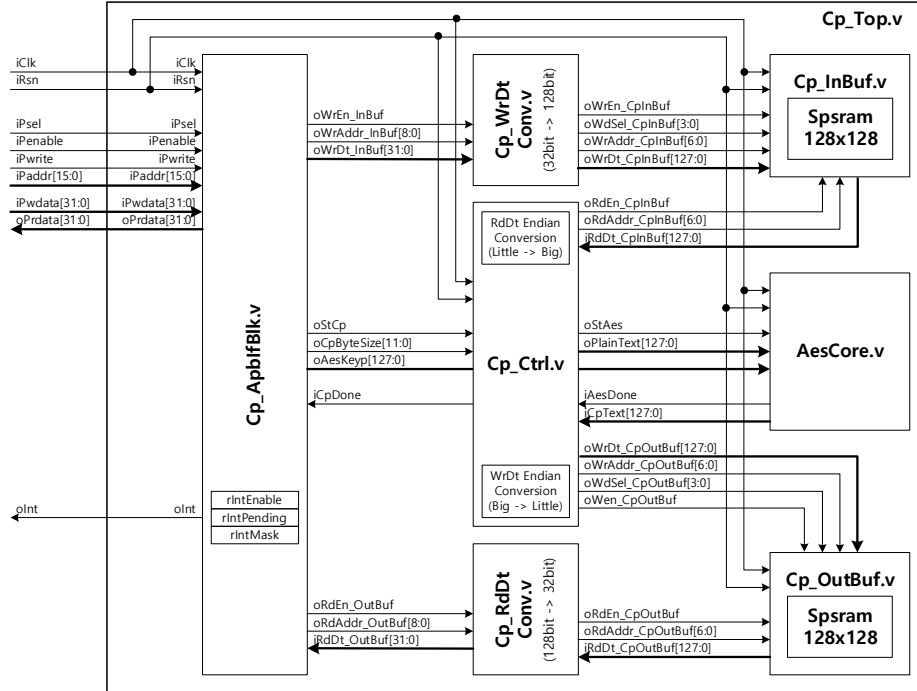 Cp_Top.v
iClk
iRsn
iPsel
iPenable
iPwrite
iPaddr[15:0]
iPwdata[31:0]
oPrdata[31:0]
oInt
iClk
iRsn
iPsel
iPenable
iPwrite
iPaddr[15:0]
iPwdata[31:0]
oPrdata[31:0]
oInt
Cp_ApbIfBlk.v
rIntEnable
rIntPending
rIntMask
oWrEn_InBuf
oWrAddr_InBuf[8:0]
oWrDt_InBuf[31:0]
Cp_WrDt
Conv.v
(32bit -> 128bit)
oWrEn_CpInBuf
oWdSel_CpInBuf[3:0]
oWrAddr_CpInBuf[6:0]
oWrDt_CpInBuf[127:0]
Cp_InBuf.v
Spsram
128x128
RdDt Endian
Conversion
(Little -> Big)
oRdEn_CpInBuf
oRdAddr_CpInBuf[6:0]
iRdDt_CpInBuf[127:0]
oStCp
oCpByteSize[11:0]
oAesKeyp[127:0]
iCpDone
Cp_Ctrl.v
oStAes
oPlainText[127:0]
iAesDone
iCpText[127:0]
AesCore.v
WrDt Endian
Conversion
(Big -> Little)
oWrDt_CpOutBuf[127:0]
oWrAddr_CpOutBuf[6:0]
oWdSel_CpOutBuf[3:0]
oWen_CpOutBuf
oRdEn_OutBuf
oRdAddr_OutBuf[8:0]
iRdDt_OutBuf[31:0]
Cp_RdDt
Conv.v
(128bit -> 32bit)
oRdEn_CpOutBuf
oRdAddr_CpOutBuf[6:0]
iRdDt_CpOutBuf[127:0]
Cp_OutBuf.v
Spsram
128x128